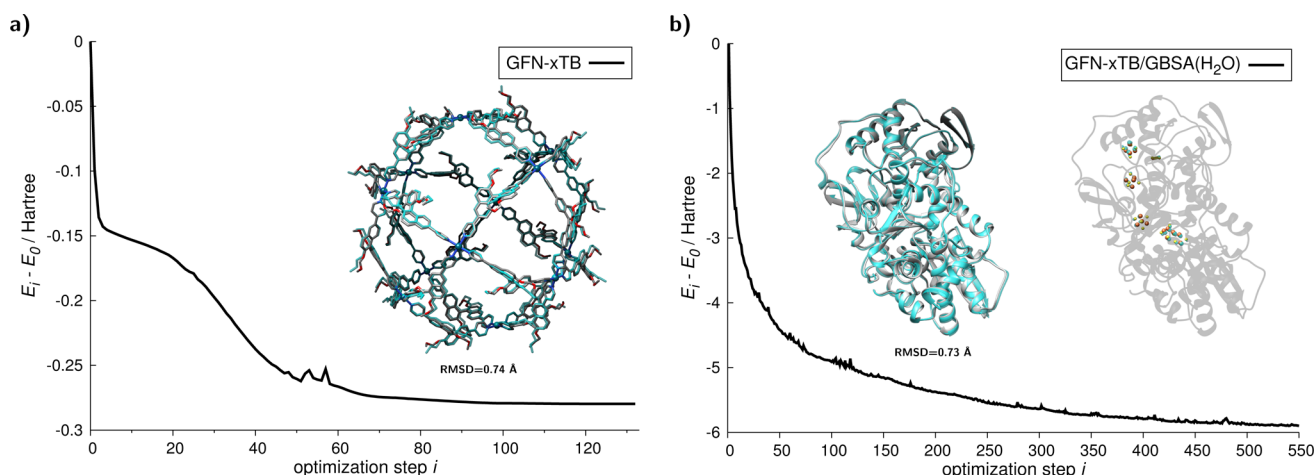 a)
GFN-xTB
0
-0.05
-0.1
-0.15
-0.2
-0.25
-0.3
E_i - E_0 / Hartree
0 20 40 60 80 100 120
optimization step i
RMSD=0.74 Å
b)
GFN-xTB/GBSA(H₂O)
0
-1
-2
-3
-4
-5
-6
E_i - E_0 / Hartree
0 50 100 150 200 250 300 350 400 450 500 550
optimization step i
RMSD=0.73 Å